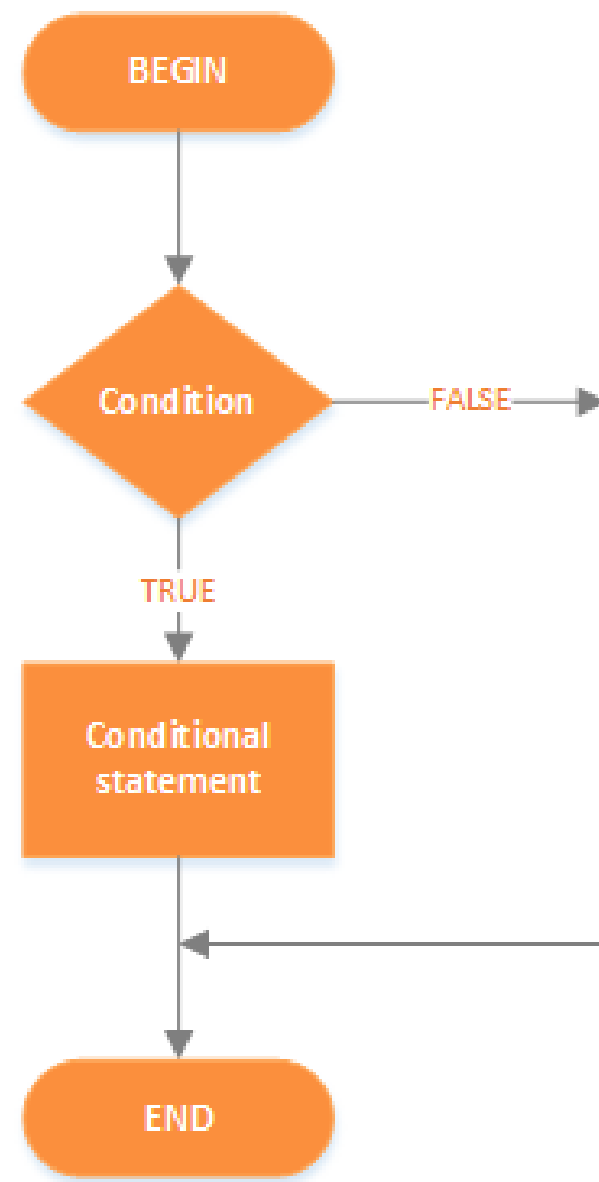 BEGIN
Condition
FALSE
TRUE
Conditional
statement
END